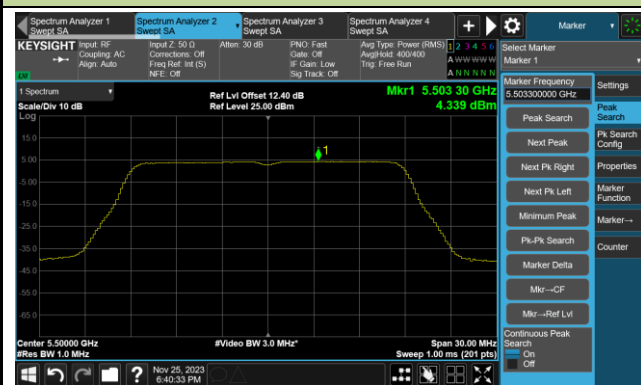 Spectrum Analyzer 1
Swept SA
Spectrum Analyzer 2
Swept SA
Spectrum Analyzer 3
Swept SA
Spectrum Analyzer 4
Swept SA
Marker
KEYSIGHT
Input: RF
Coupling: AC
Align: Auto
Input Z: 50 Ω
Corrections: Off
Freq Ref: Int (S)
NFE: Off
Atten: 30 dB
PNO: Fast
Gate: Off
IF Gain: Low
Sig Track: Off
Avg Type: Power (RMS)
Avg|Hold: 400/400
Trig: Free Run
1 2 3 4 5 6
A W W W W W
A N N N N N
Select Marker
Marker 1
1 Spectrum
Scale/Div 10 dB
Log
Ref Lvl Offset 12.40 dB
Ref Level 25.00 dBm
Mkr1 5.503 30 GHz
4.339 dBm
15.0
5.00
-5.00
-15.0
-25.0
-35.0
-45.0
-55.0
-65.0
1
Center 5.50000 GHz
#Res BW 1.0 MHz
#Video BW 3.0 MHz*
Span 30.00 MHz
Sweep 1.00 ms (201 pts)
Marker Frequency
5.503300000 GHz
Peak Search
Next Peak
Next Pk Right
Next Pk Left
Minimum Peak
Pk-Pk Search
Marker Delta
Mkr→CF
Mkr→Ref Lvl
Continuous Peak
Search
On
Off
Settings
Peak
Search
Pk Search
Config
Properties
Marker
Function
Marker→
Counter
Nov 25, 2023
6:40:33 PM